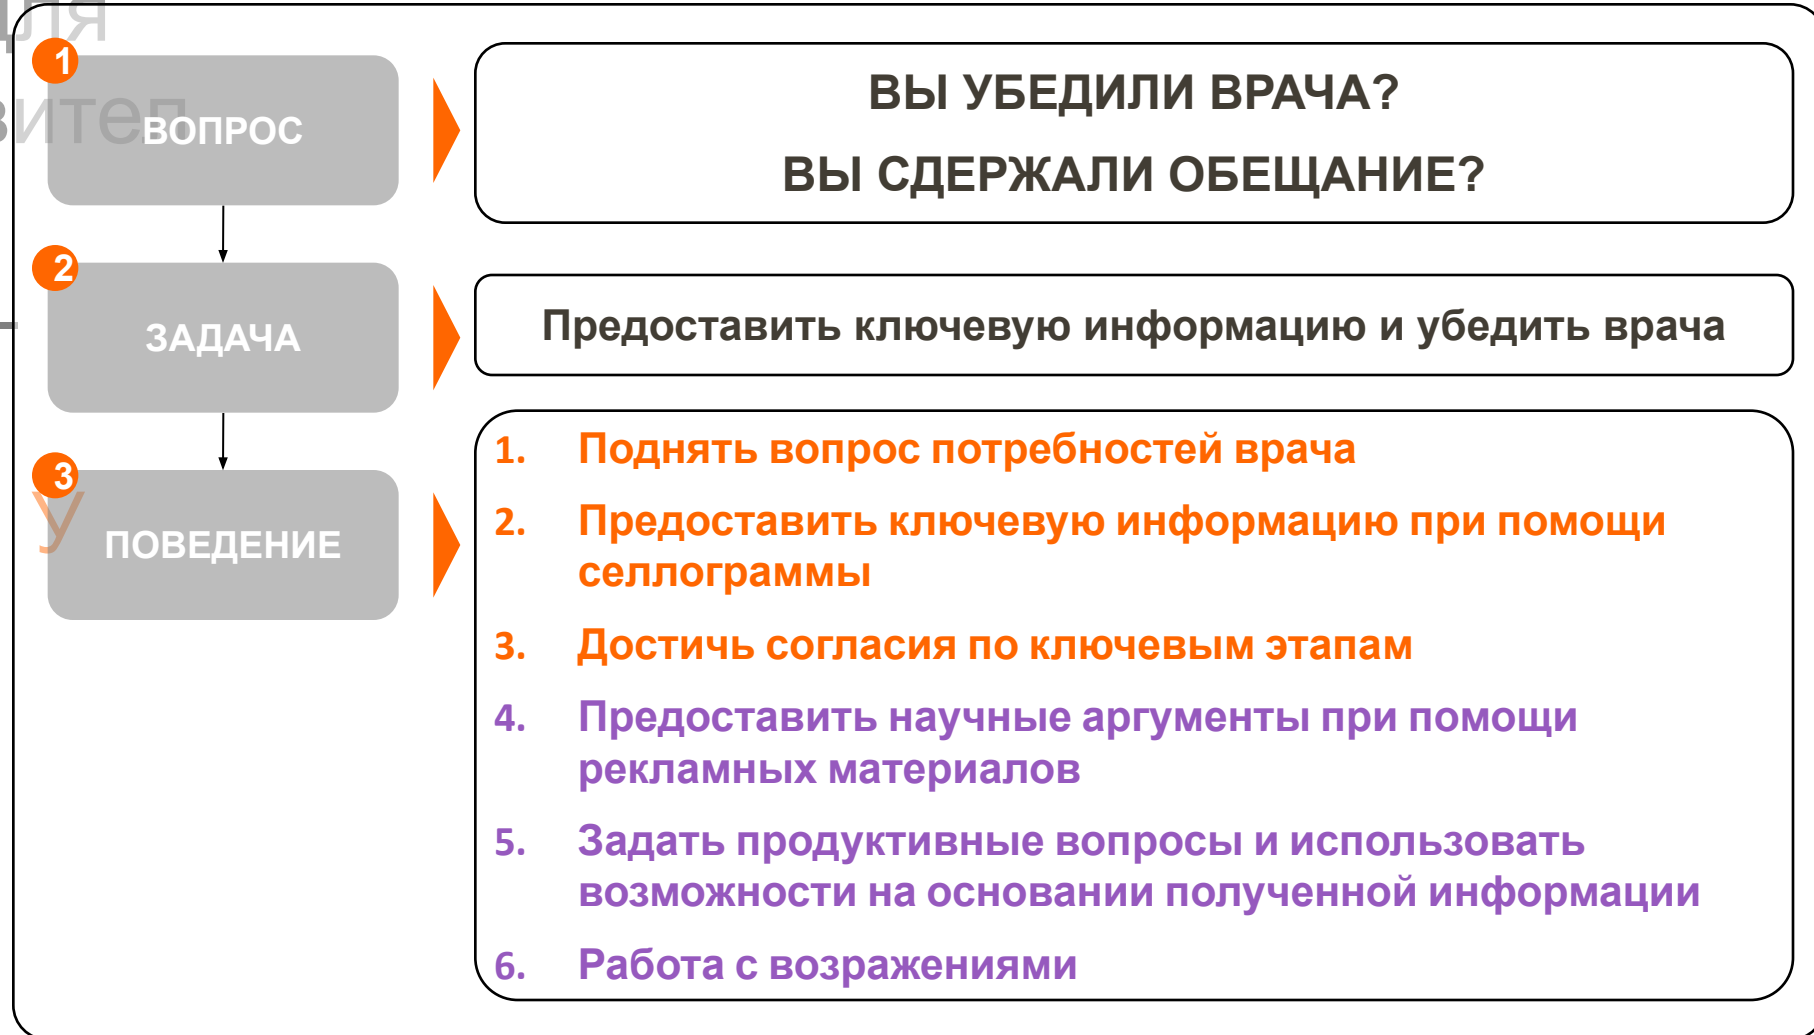 для
1
вител
ВОПРОС
ВЫ УБЕДИЛИ ВРАЧА?
ВЫ СДЕРЖАЛИ ОБЕЩАНИЕ?
2
ЗАДАЧА
Предоставить ключевую информацию и убедить врача
3
У
ПОВЕДЕНИЕ
1. Поднять вопрос потребностей врача
2. Предоставить ключевую информацию при помощи
селлограммы
3. Достичь согласия по ключевым этапам
4. Предоставить научные аргументы при помощи
рекламных материалов
5. Задать продуктивные вопросы и использовать
возможности на основании полученной информации
6. Работа с возражениями